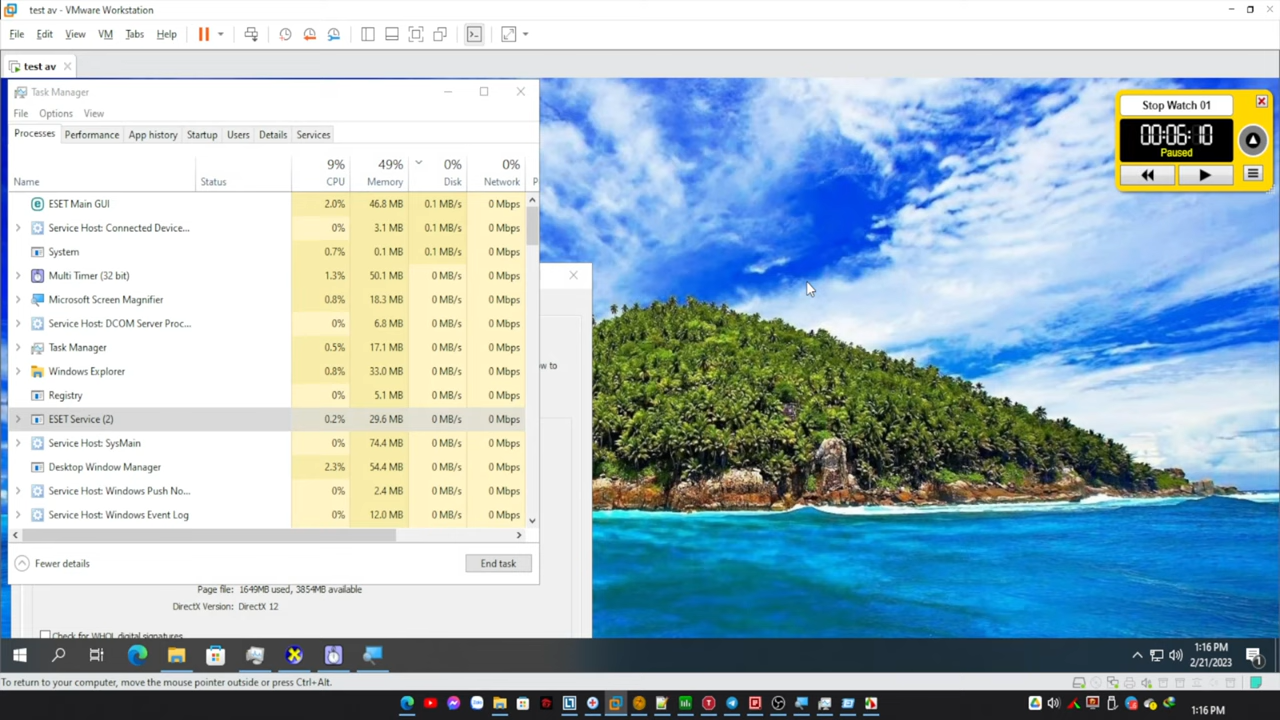 test av - VMware Workstation
File Edit View VM Tabs Help
test av
Task Manager
File Options View
Processes Performance App history Startup Users Details Services
9% 49% 0% 0%
Name Status CPU Memory Disk Network P
ESET Main GUI 2.0% 46.8 MB 0.1 MB/s 0 Mbps
Service Host: Connected Device... 0% 3.1 MB 0.1 MB/s 0 Mbps
System 0.7% 0.1 MB 0.1 MB/s 0 Mbps
Multi Timer (32 bit) 1.3% 50.1 MB 0 MB/s 0 Mbps
Microsoft Screen Magnifier 0.8% 18.3 MB 0 MB/s 0 Mbps
Service Host: DCOM Server Proc... 0% 6.8 MB 0 MB/s 0 Mbps
Task Manager 0.5% 17.1 MB 0 MB/s 0 Mbps
Windows Explorer 0.8% 33.0 MB 0 MB/s 0 Mbps
Registry 0% 5.1 MB 0 MB/s 0 Mbps
ESET Service (2) 0.2% 29.6 MB 0 MB/s 0 Mbps
Service Host: SysMain 0% 74.4 MB 0 MB/s 0 Mbps
Desktop Window Manager 2.3% 54.4 MB 0 MB/s 0 Mbps
Service Host: Windows Push No... 0% 2.4 MB 0 MB/s 0 Mbps
Service Host: Windows Event Log 0% 12.0 MB 0 MB/s 0 Mbps
Fewer details End task
ow to
Page file: 1649MB used, 3854MB available
DirectX Version: DirectX 12
Check for WHQL digital signatures
Stop Watch 01
00:06:10
Paused
1:16 PM
2/21/2023
To return to your computer, move the mouse pointer outside or press Ctrl+Alt.
1:16 PM